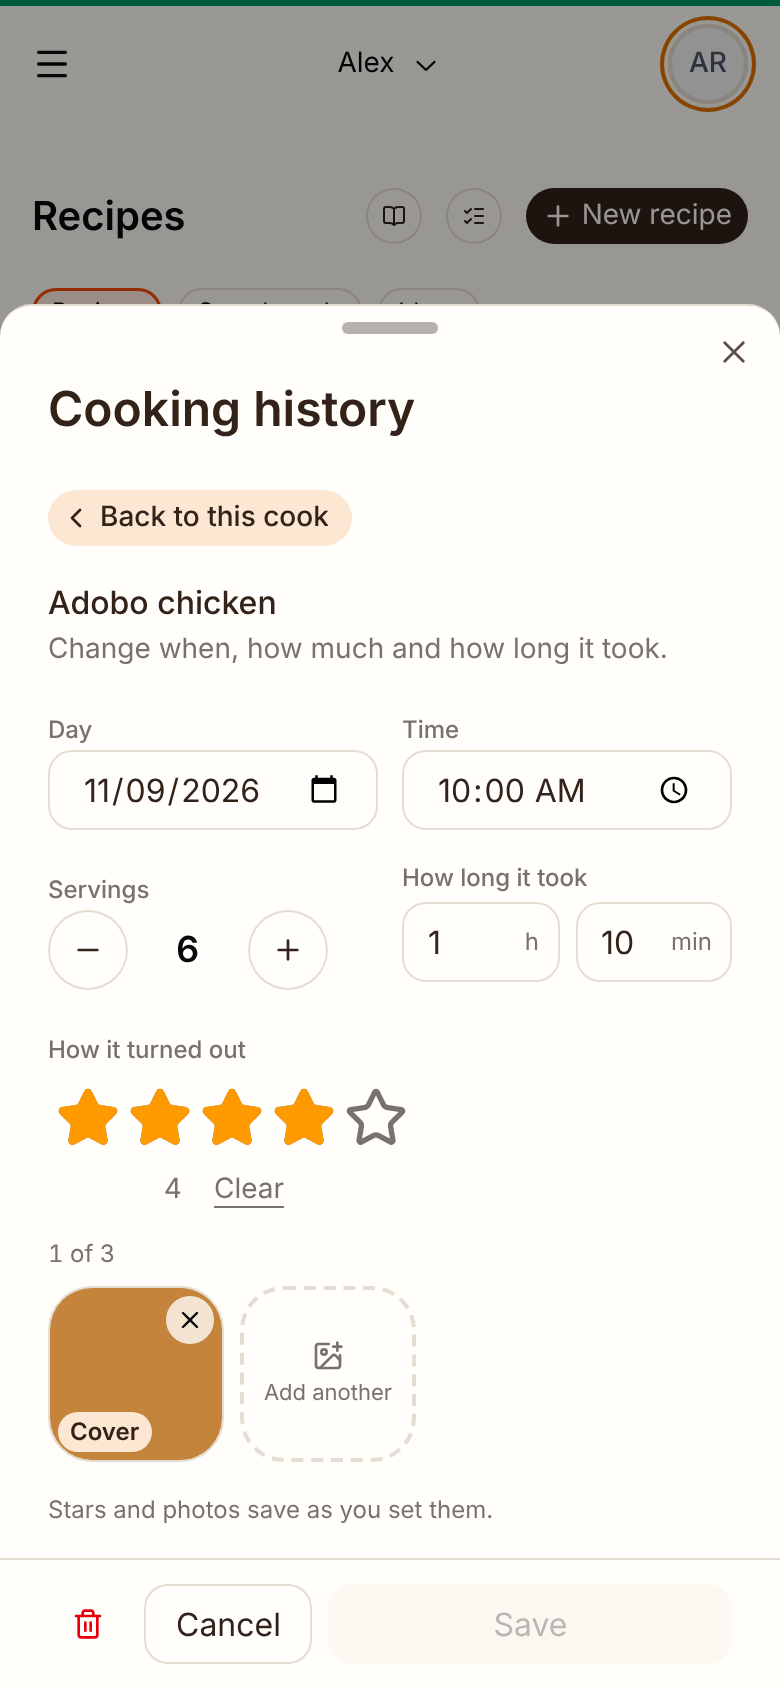 Alex
AR
Recipes
New recipe
Cooking history
Back to this cook
Adobo chicken
Change when, how much and how long it took.
Day
Time
11/09/2026
10:00 AM
Servings
How long it took
6
1 h
10 min
How it turned out
4 Clear
1 of 3
Add another
Cover
Stars and photos save as you set them.
Cancel
Save